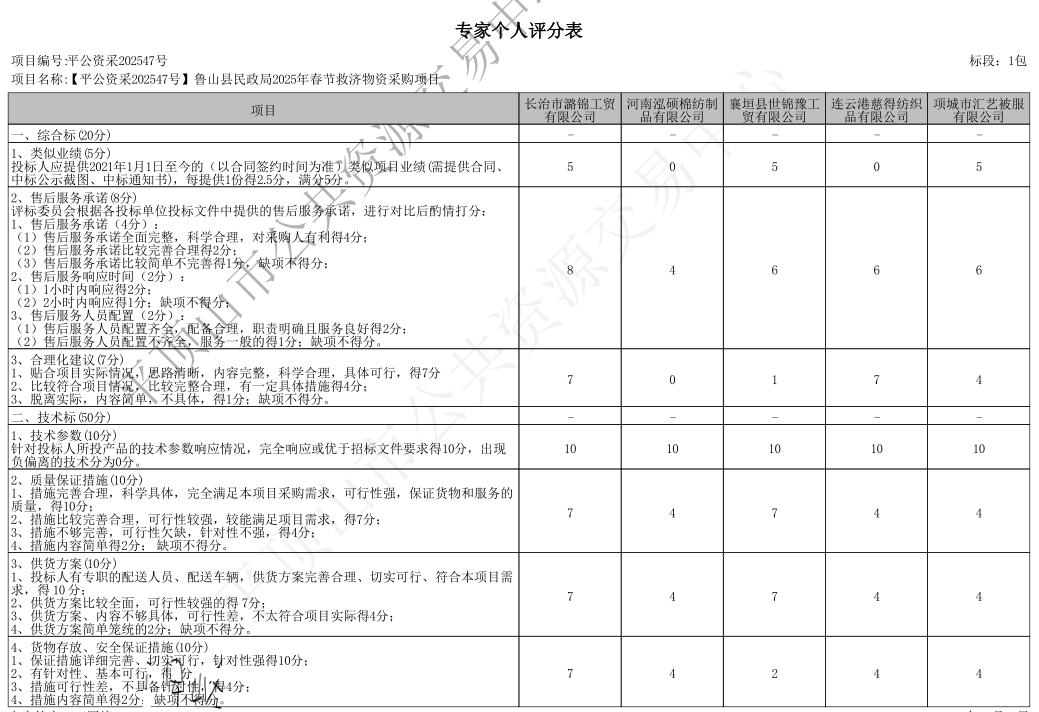 专家个人评分表
项目编号:平公资采202547号 标段：1包
项目名称:【平公资采202547号】鲁山县民政局2025年春节救济物资采购项目
项目 长治市潞锦工贸有限公司 河南泓硕棉纺制品有限公司 襄垣县世锦豫工贸有限公司 连云港慈得纺织品有限公司 项城市汇艺被服有限公司
一、综合标(20分) － － － － －
1、类似业绩(5分)
投标人应提供2021年1月1日至今的（以合同签约时间为准）类似项目业绩(需提供合同、
中标公示截图、中标通知书)，每提供1份得2.5分，满分5分。
5 0 5 0 5
2、售后服务承诺(8分)
评标委员会根据各投标单位投标文件中提供的售后服务承诺，进行对比后酌情打分：
1、售后服务承诺（4分）：
（1）售后服务承诺全面完整，科学合理，对采购人有利得4分；
（2）售后服务承诺比较完善合理得2分；
（3）售后服务承诺比较简单不完善得1分，缺项不得分；
2、售后服务响应时间（2分）：
（1）1小时内响应得2分；
（2）2小时内响应得1分；缺项不得分；
3、售后服务人员配置（2分）：
（1）售后服务人员配置齐全，配备合理，职责明确且服务良好得2分；
（2）售后服务人员配置不齐全，服务一般的得1分；缺项不得分。
8 4 6 6 6
3、合理化建议(7分)
1、贴合项目实际情况，思路清晰，内容完整，科学合理，具体可行，得7分
2、比较符合项目情况，比较完整合理，有一定具体措施得4分；
3、脱离实际，内容简单，不具体，得1分；缺项不得分。
7 0 1 7 4
二、技术标(50分) － － － － －
1、技术参数(10分)
针对投标人所投产品的技术参数响应情况，完全响应或优于招标文件要求得10分，出现
负偏离的技术分为0分。
10 10 10 10 10
2、质量保证措施(10分)
1、措施完善合理，科学具体，完全满足本项目采购需求，可行性强，保证货物和服务的
质量，得10分；
2、措施比较完善合理，可行性较强，较能满足项目需求，得7分；
3、措施不够完善，可行性欠缺，针对性不强，得4分；
4、措施内容简单得2分； 缺项不得分。
7 4 7 4 4
3、供货方案(10分)
1、投标人有专职的配送人员、配送车辆，供货方案完善合理、切实可行、符合本项目需
求，得 10 分；
2、供货方案比较全面，可行性较强的得 7分；
3、供货方案、内容不够具体，可行性差，不太符合项目实际得4分；
4、供货方案简单笼统的2分；缺项不得分。
7 4 7 4 4
4、货物存放、安全保证措施(10分)
1、保证措施详细完善、切实可行，针对性强得10分；
2、有针对性、基本可行，得 分
3、措施可行性差，不具备针对性，得4分；
4、措施内容简单得2分；缺项不得分。
7 4 2 4 4
平顶山市公共资源交易中心
平顶山市公共资源交易中心